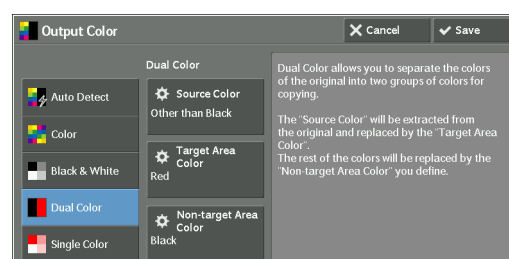 Output Color
Cancel
Save
Auto Detect
Color
Black & White
Dual Color
Single Color
Dual Color
Source Color
Other than Black
Target Area
Color
Red
Non-target Area
Color
Black
Dual Color allows you to separate the colors
of the original into two groups of colors for
copying.
The "Source Color" will be extracted from
the original and replaced by the "Target Area
Color".
The rest of the colors will be replaced by the
"Non-target Area Color" you define.